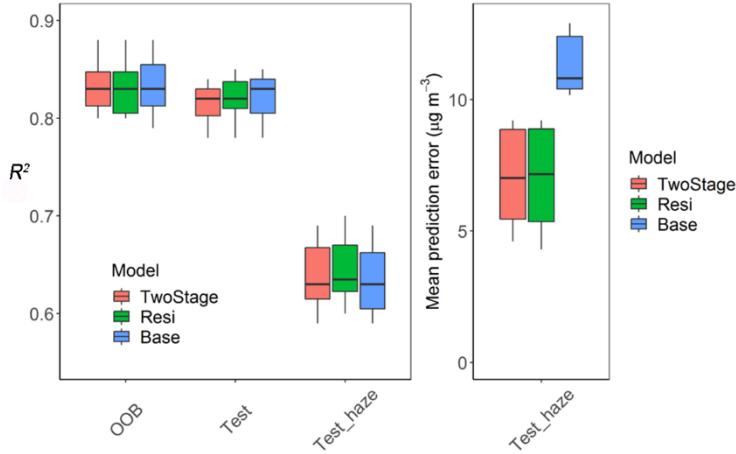 0.9
0.8
0.7
0.6
R²
Model
TwoStage
Resi
Base
OOB
Test
Test_haze
Mean prediction error (μg m⁻³)
10
5
0
Test_haze
Model
TwoStage
Resi
Base